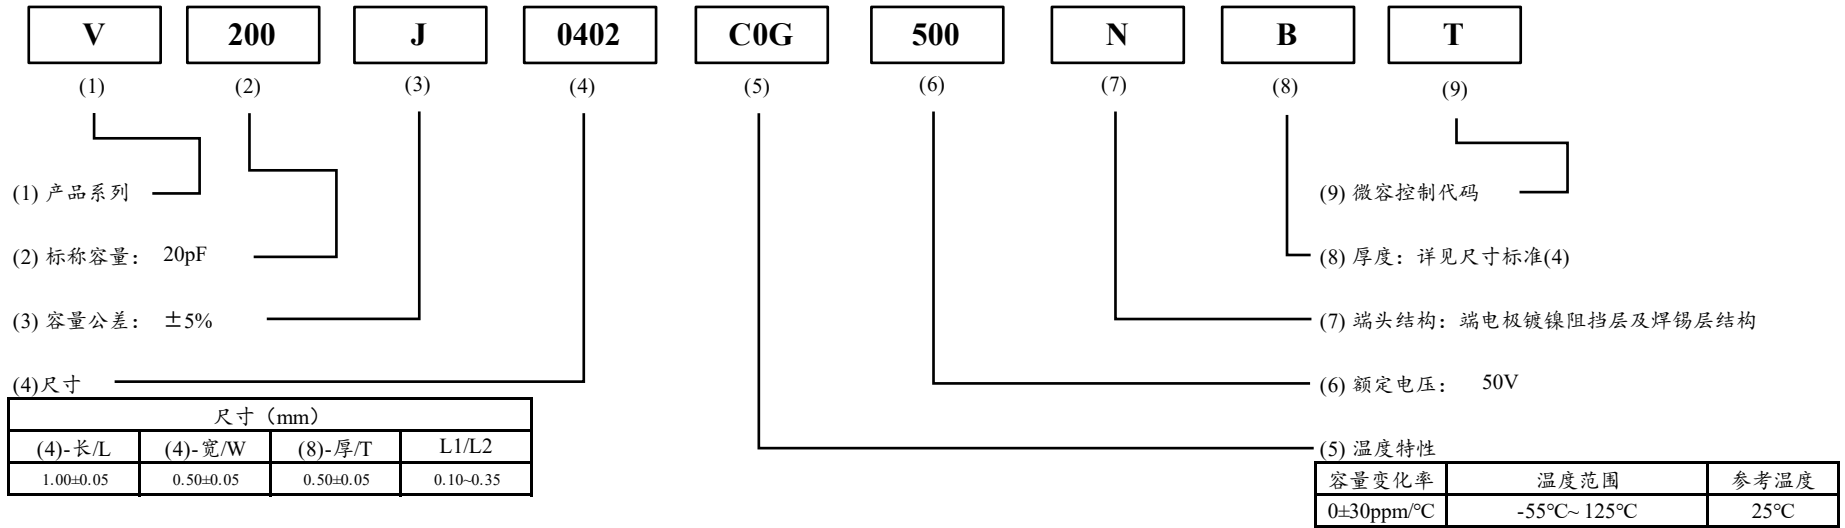 V 200 J 0402 C0G 500 N B T
(1) (2) (3) (4) (5) (6) (7) (8) (9)
(1) 产品系列
(9) 微容控制代码
(2) 标称容量： 20pF
(8) 厚度：详见尺寸标准(4)
(3) 容量公差： ±5%
(7) 端头结构：端电极镀镍阻挡层及焊锡层结构
(4)尺寸
(6) 额定电压： 50V
尺寸（mm）
(4)-长/L (4)-宽/W (8)-厚/T L1/L2
1.00±0.05 0.50±0.05 0.50±0.05 0.10~0.35
(5) 温度特性
容量变化率 温度范围 参考温度
0±30ppm/℃ -55℃~ 125℃ 25℃